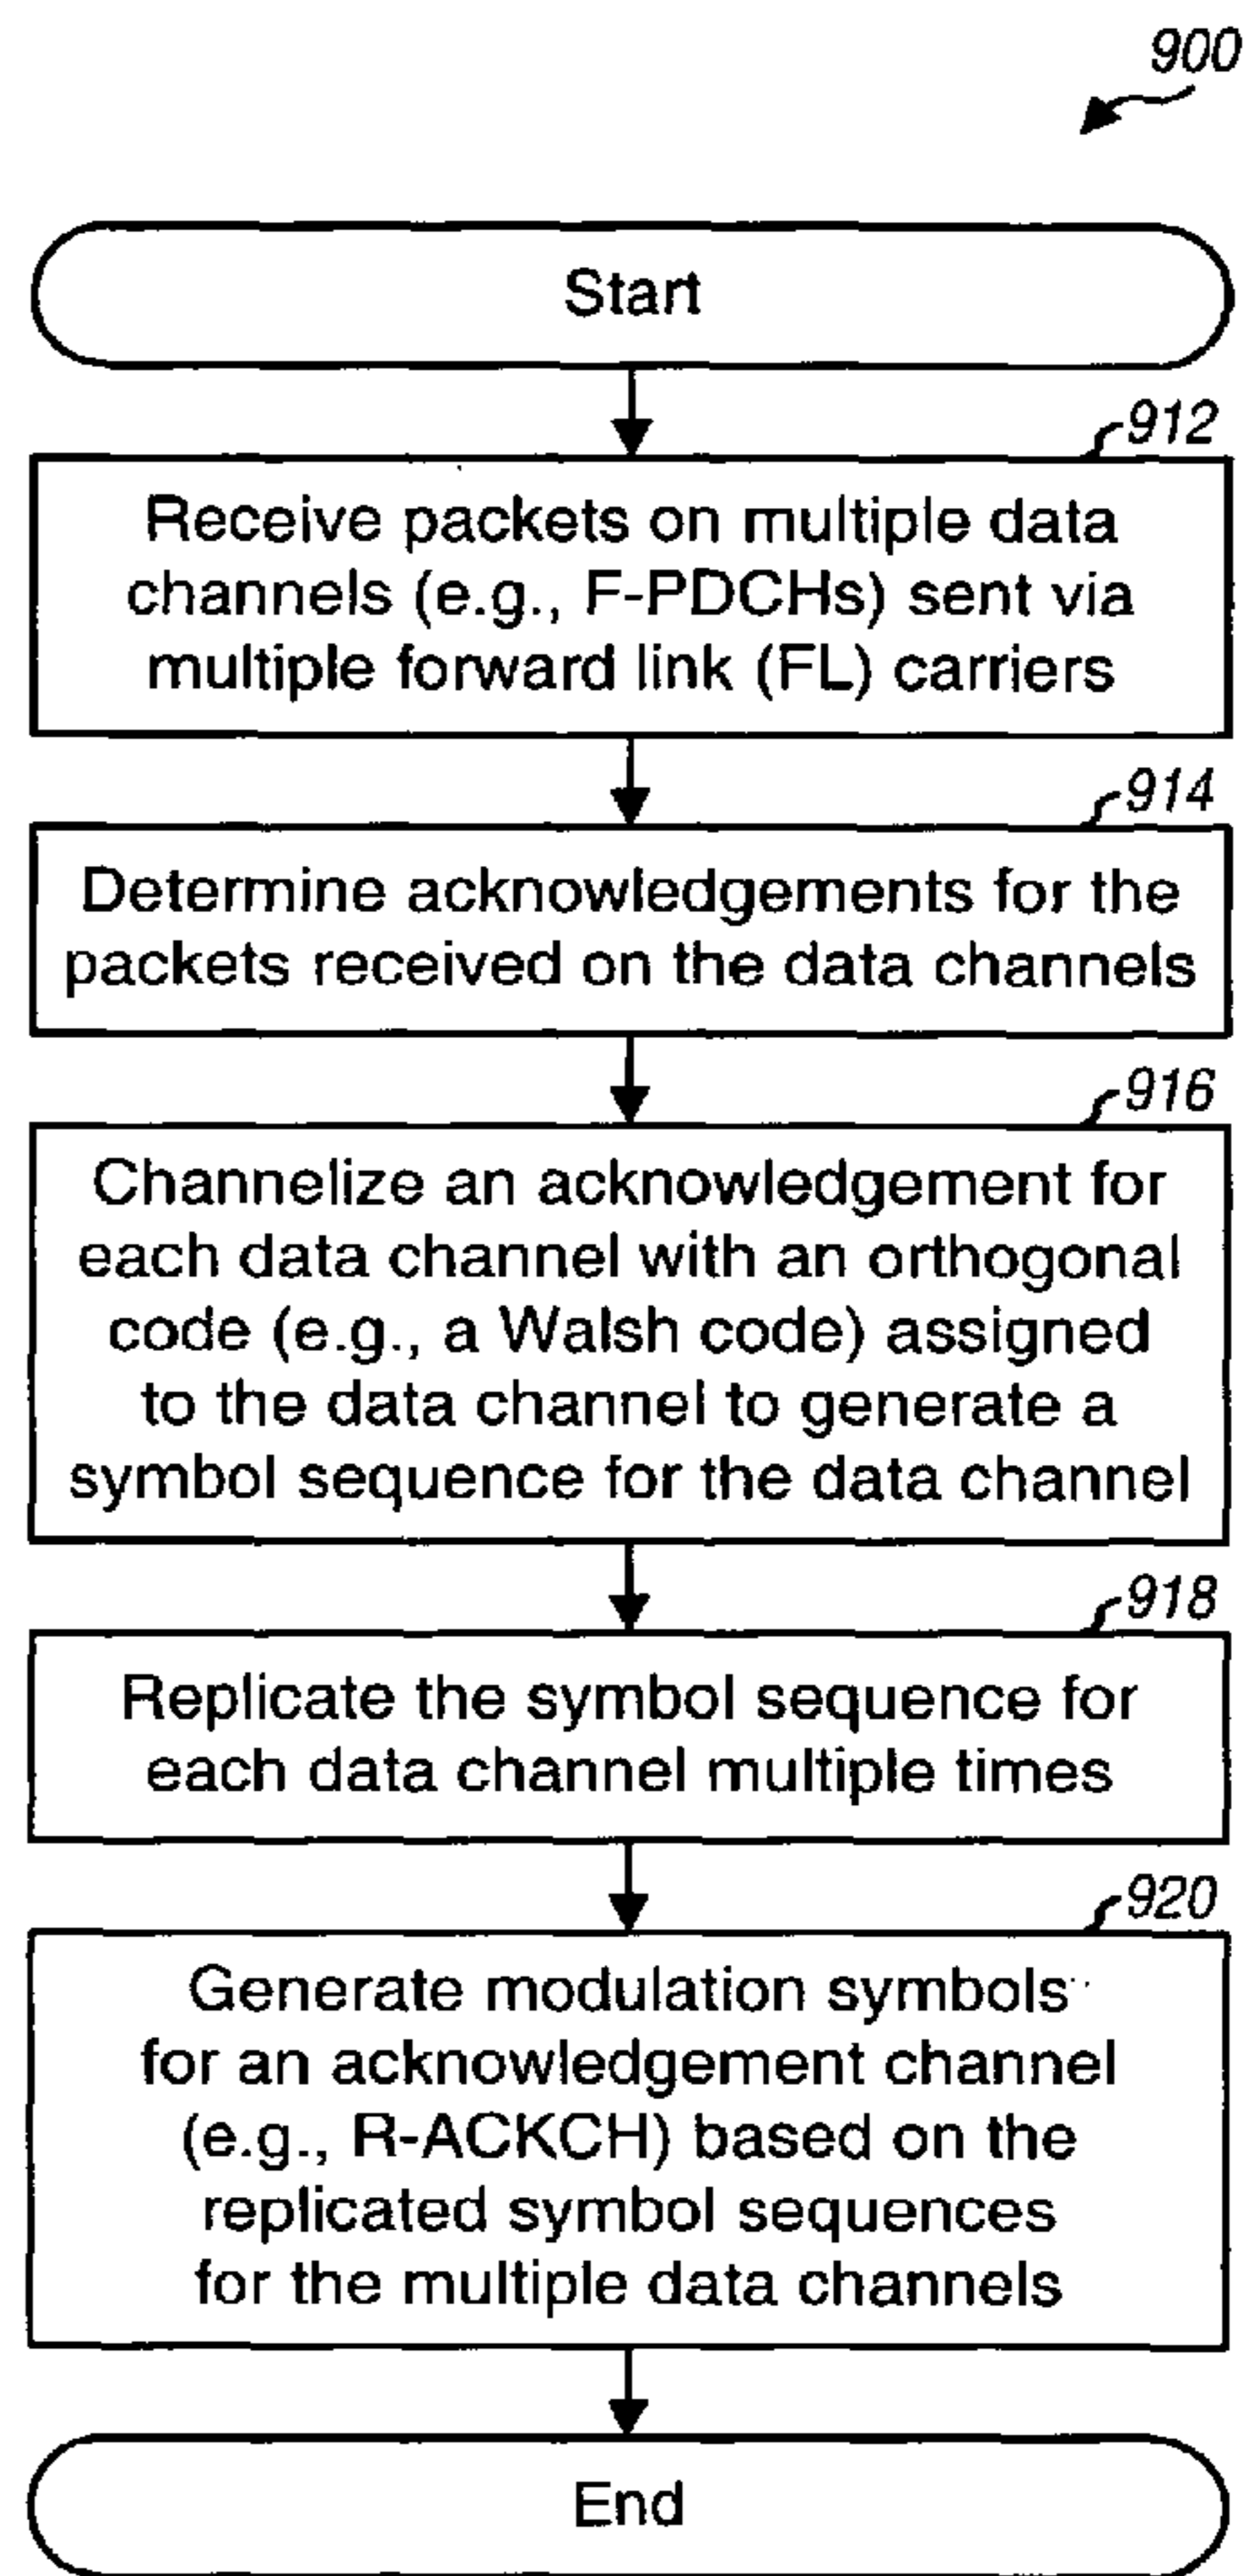 900
Start
912
Receive packets on multiple data
channels (e.g., F-PDCHs) sent via
multiple forward link (FL) carriers
914
Determine acknowledgements for the
packets received on the data channels
916
Channelize an acknowledgement for
each data channel with an orthogonal
code (e.g., a Walsh code) assigned
to the data channel to generate a
symbol sequence for the data channel
918
Replicate the symbol sequence for
each data channel multiple times
920
Generate modulation symbols
for an acknowledgement channel
(e.g., R-ACKCH) based on the
replicated symbol sequences
for the multiple data channels
End